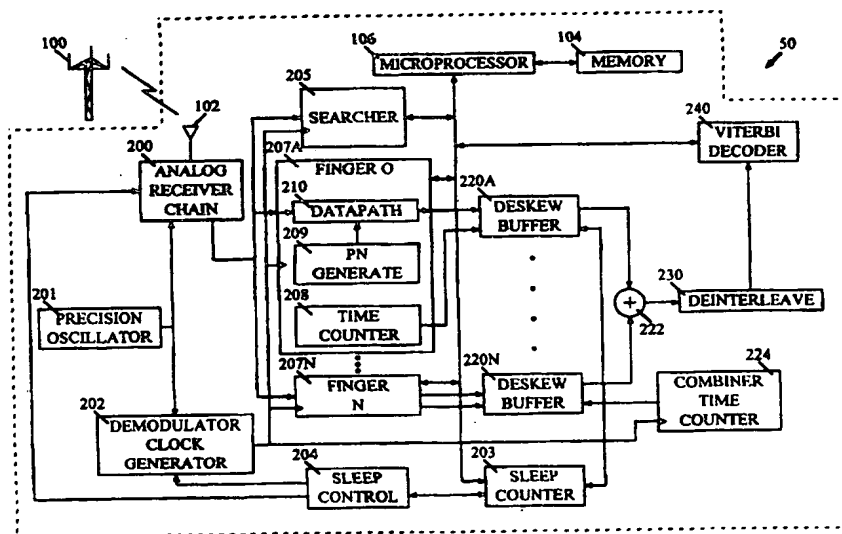 100
106
MICROPROCESSOR
104
MEMORY
50
102
205
SEARCHER
240
VITERBI
DECODER
200
ANALOG
RECEIVER
CHAIN
207A
FINGER O
210
DATAPATH
220A
DESKEW
BUFFER
209
PN
GENERATE
230
DEINTERLEAVE
201
PRECISION
OSCILLATOR
208
TIME
COUNTER
+
222
207N
FINGER
N
220N
DESKEW
BUFFER
224
COMBINER
TIME
COUNTER
202
DEMODULATOR
CLOCK
GENERATOR
204
SLEEP
CONTROL
203
SLEEP
COUNTER